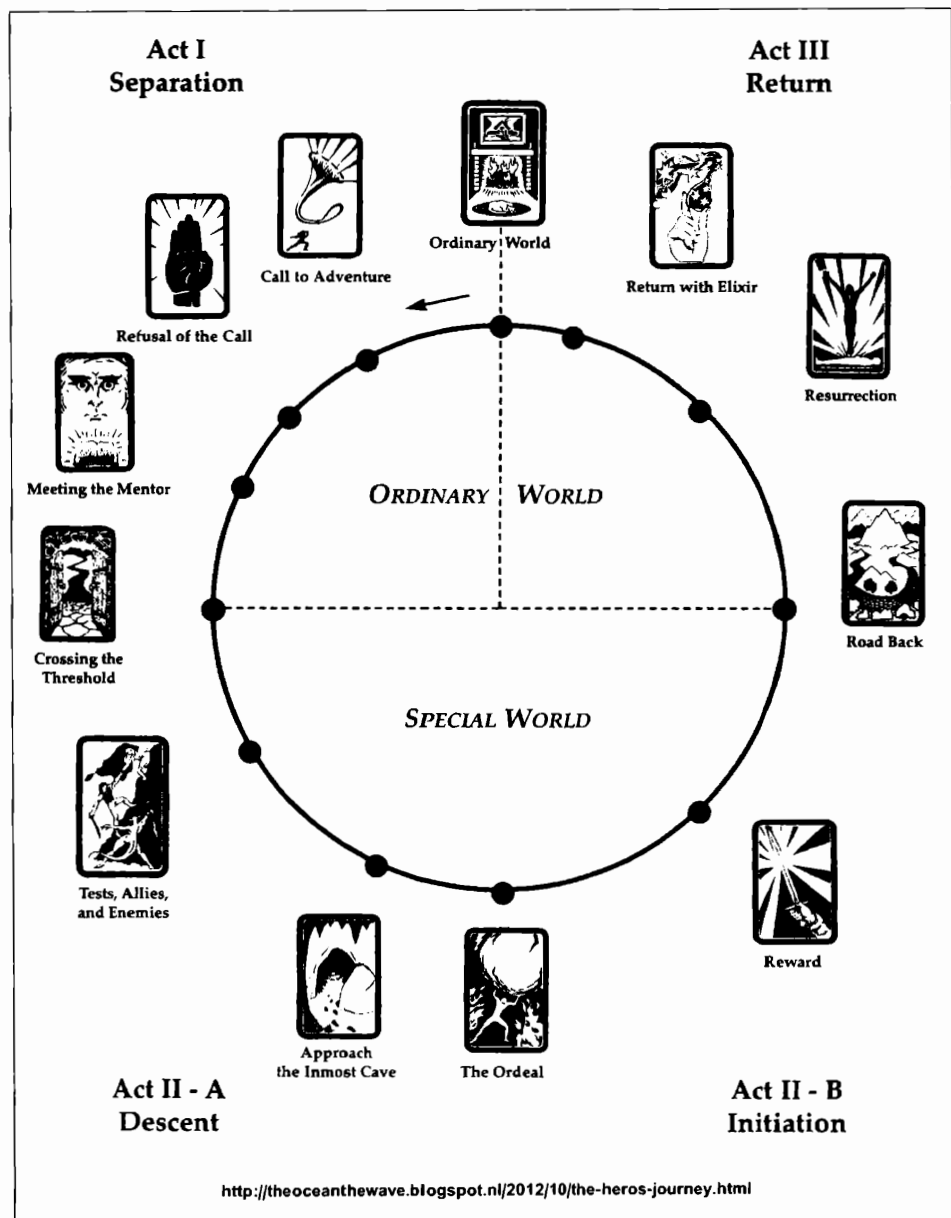 Act I
Separation
Act III
Return
Ordinary World
Call to Adventure
Return with Elixir
Refusal of the Call
Resurrection
Meeting the Mentor
ORDINARY WORLD
Crossing the
Threshold
Road Back
SPECIAL WORLD
Tests, Allies,
and Enemies
Reward
Approach
the Inmost Cave
The Ordeal
Act II - A
Descent
Act II - B
Initiation
http://theoceanthewave.blogspot.nl/2012/10/the-heros-journey.html